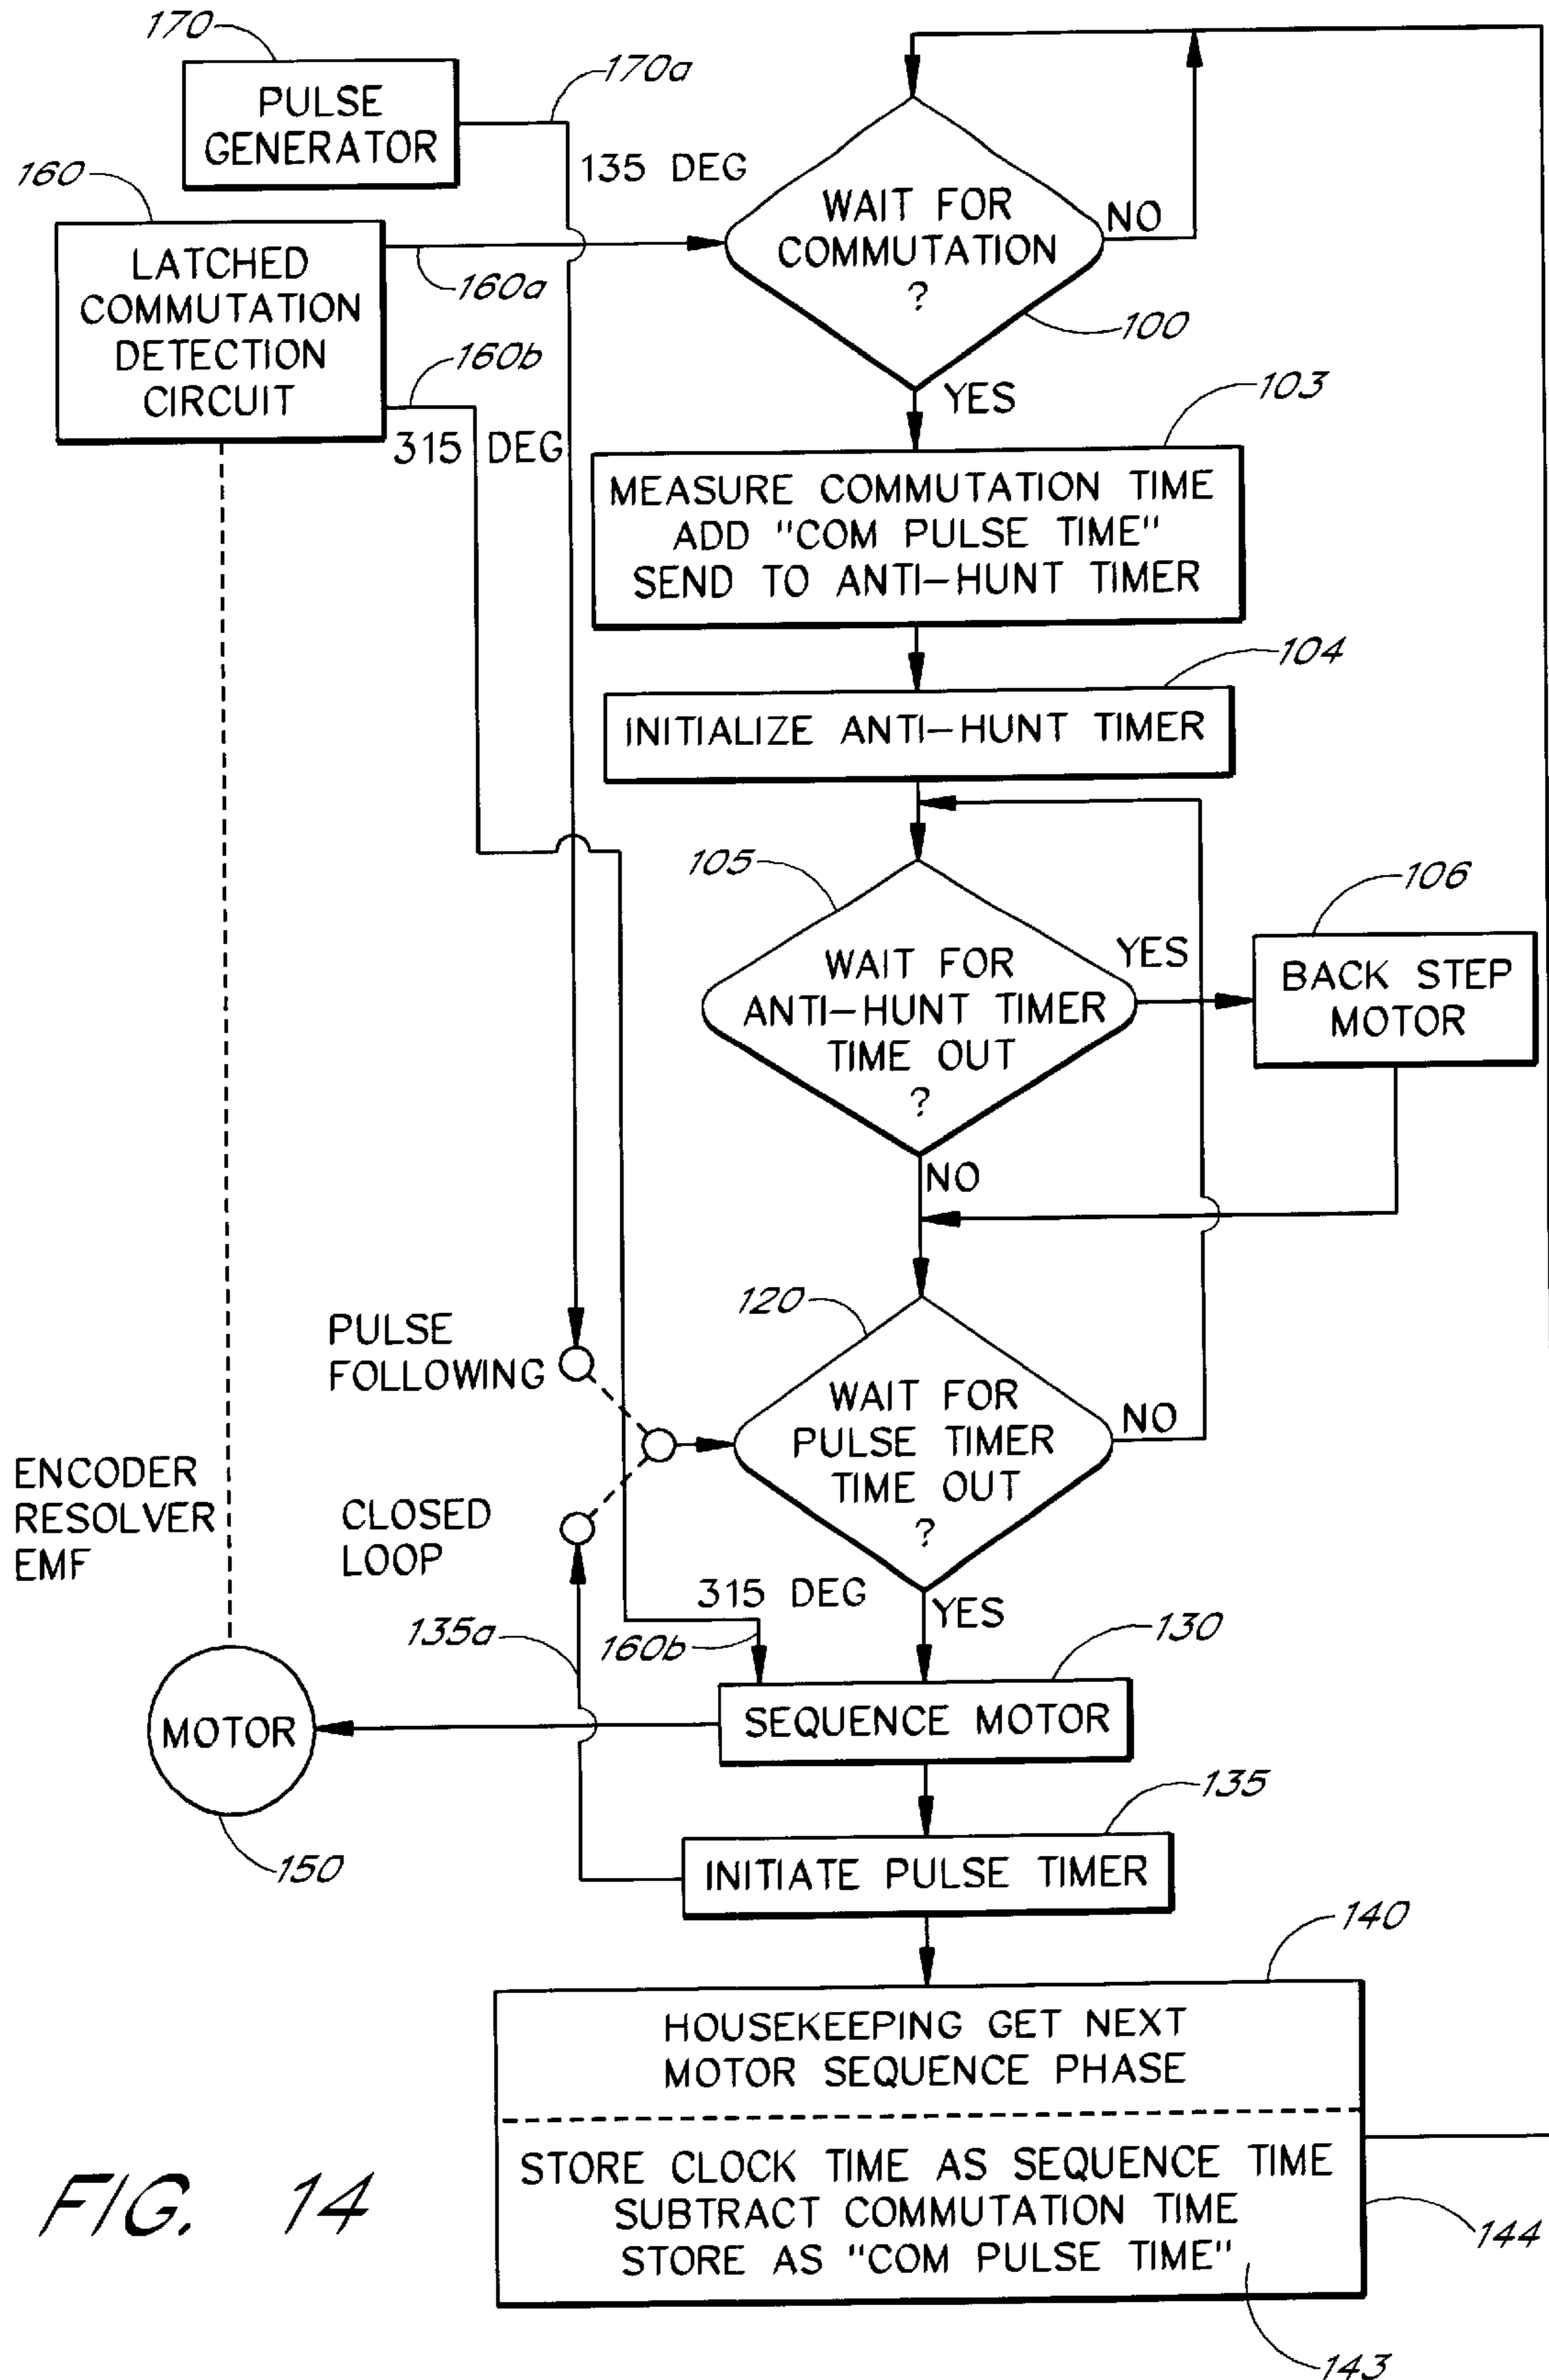 170
PULSE
GENERATOR
170a
135 DEG
160
LATCHED
COMMUTATION
DETECTION
CIRCUIT
160a
160b
315 DEG
WAIT FOR
COMMUTATION
?
NO
100
YES
103
MEASURE COMMUTATION TIME
ADD "COM PULSE TIME"
SEND TO ANTI-HUNT TIMER
104
INITIALIZE ANTI-HUNT TIMER
105
WAIT FOR
ANTI-HUNT TIMER
TIME OUT
?
YES
106
BACK STEP
MOTOR
NO
120
PULSE
FOLLOWING
WAIT FOR
PULSE TIMER
TIME OUT
?
NO
ENCODER
RESOLVER
EMF
CLOSED
LOOP
315 DEG
YES
135a
160b
130
SEQUENCE MOTOR
MOTOR
150
135
INITIATE PULSE TIMER
140
HOUSEKEEPING GET NEXT
MOTOR SEQUENCE PHASE
STORE CLOCK TIME AS SEQUENCE TIME
SUBTRACT COMMUTATION TIME
STORE AS "COM PULSE TIME"
144
143
FIG. 14